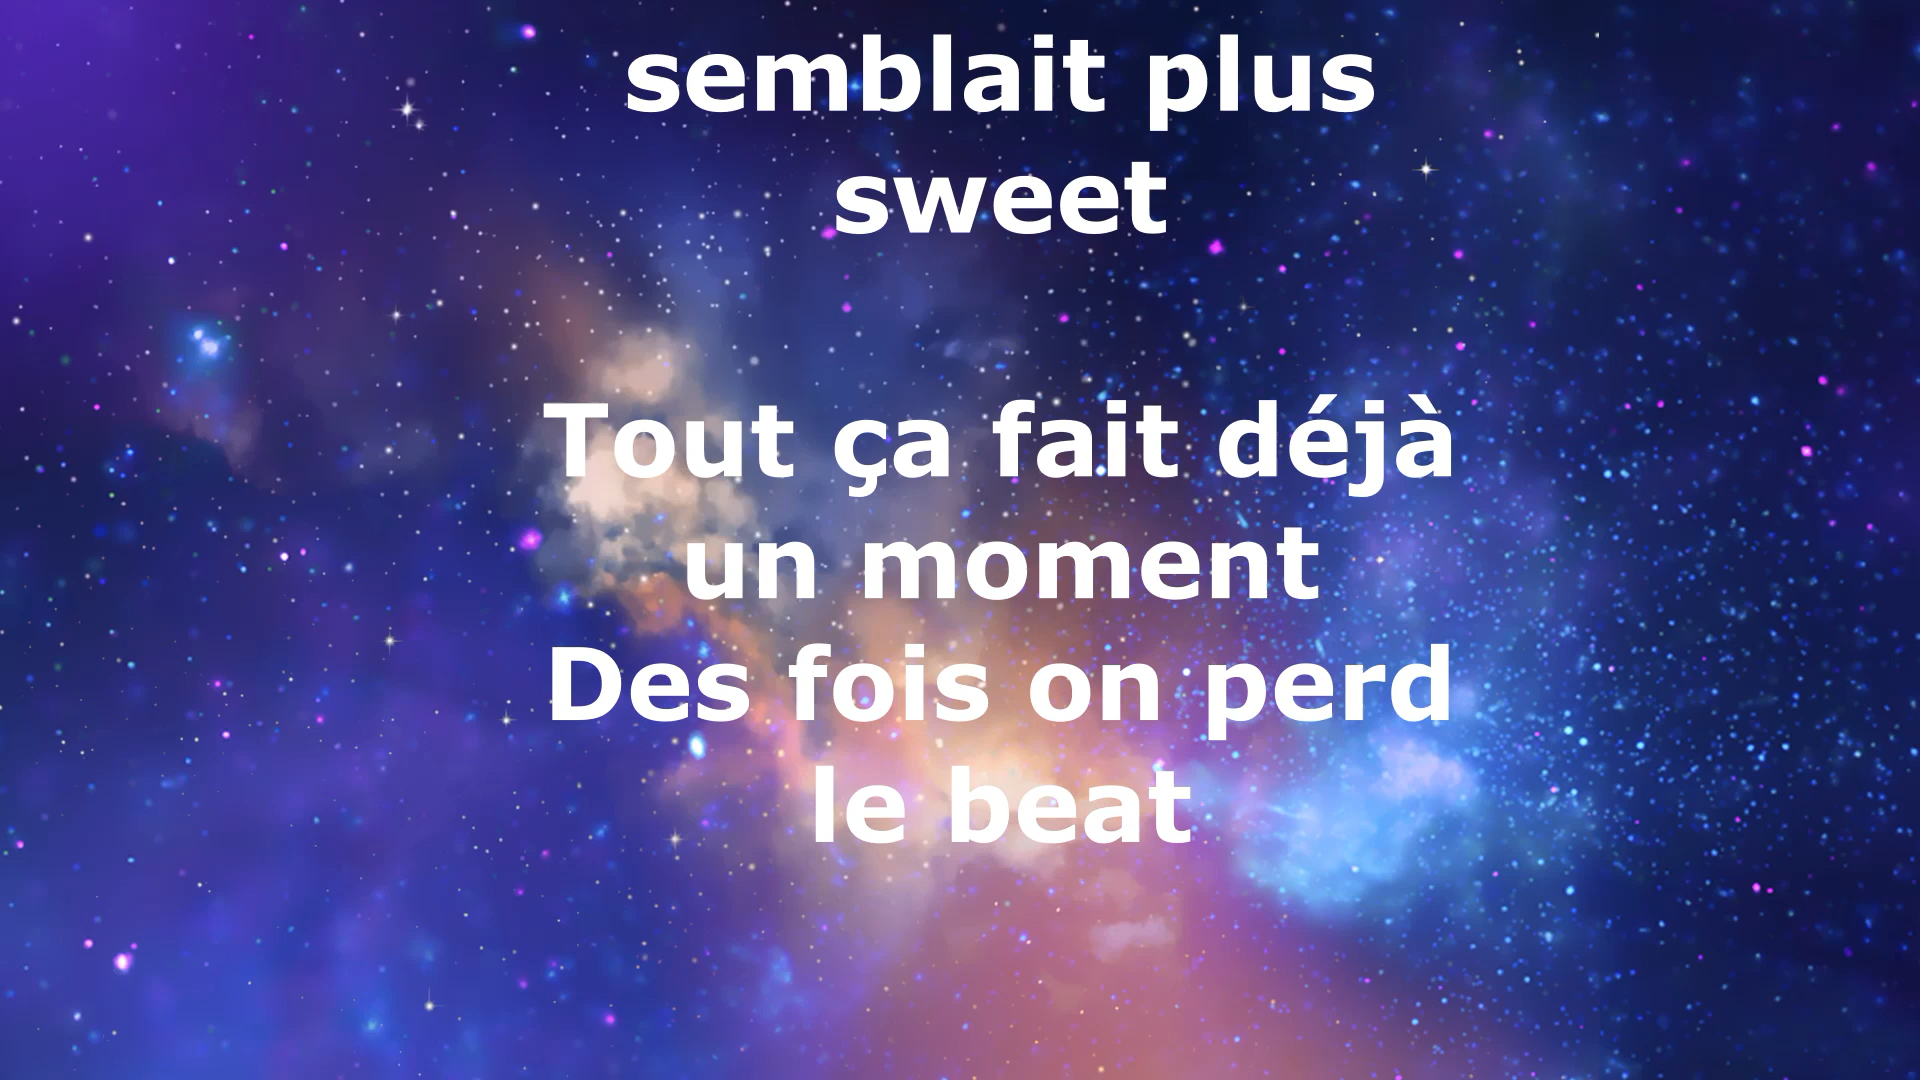 semblait plus
sweet
Tout ça fait déjà
un moment
Des fois on perd
le beat